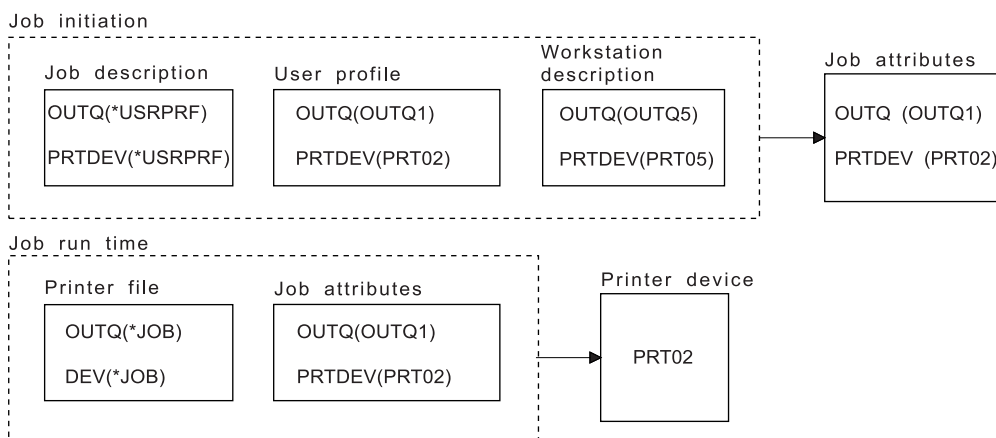 Job initiation
Job description
OUTQ(*USRPRF)
PRTDEV(*USRPRF)
User profile
OUTQ(OUTQ1)
PRTDEV(PRT02)
Workstation
description
OUTQ(OUTQ5)
PRTDEV(PRT05)
Job attributes
OUTQ (OUTQ1)
PRTDEV (PRT02)
Job run time
Printer file
OUTQ(*JOB)
DEV(*JOB)
Job attributes
OUTQ(OUTQ1)
PRTDEV(PRT02)
Printer device
PRT02